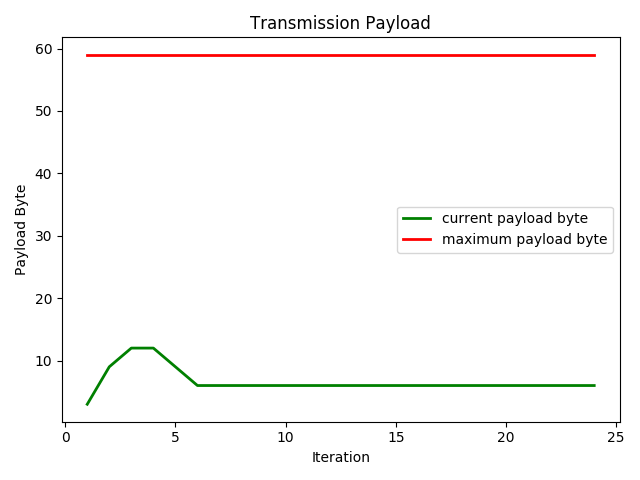 Transmission Payload
60
50
40
30
20
10
Payload Byte
current payload byte
maximum payload byte
0 5 10 15 20 25
Iteration